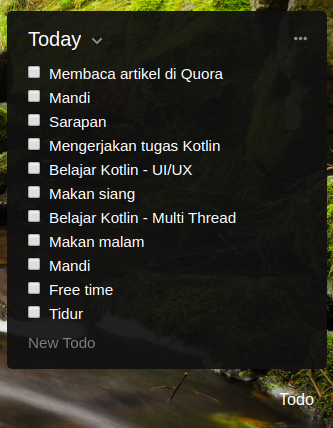 Today
Membaca artikel di Quora
Mandi
Sarapan
Mengerjakan tugas Kotlin
Belajar Kotlin - UI/UX
Makan siang
Belajar Kotlin - Multi Thread
Makan malam
Mandi
Free time
Tidur
New Todo
Todo